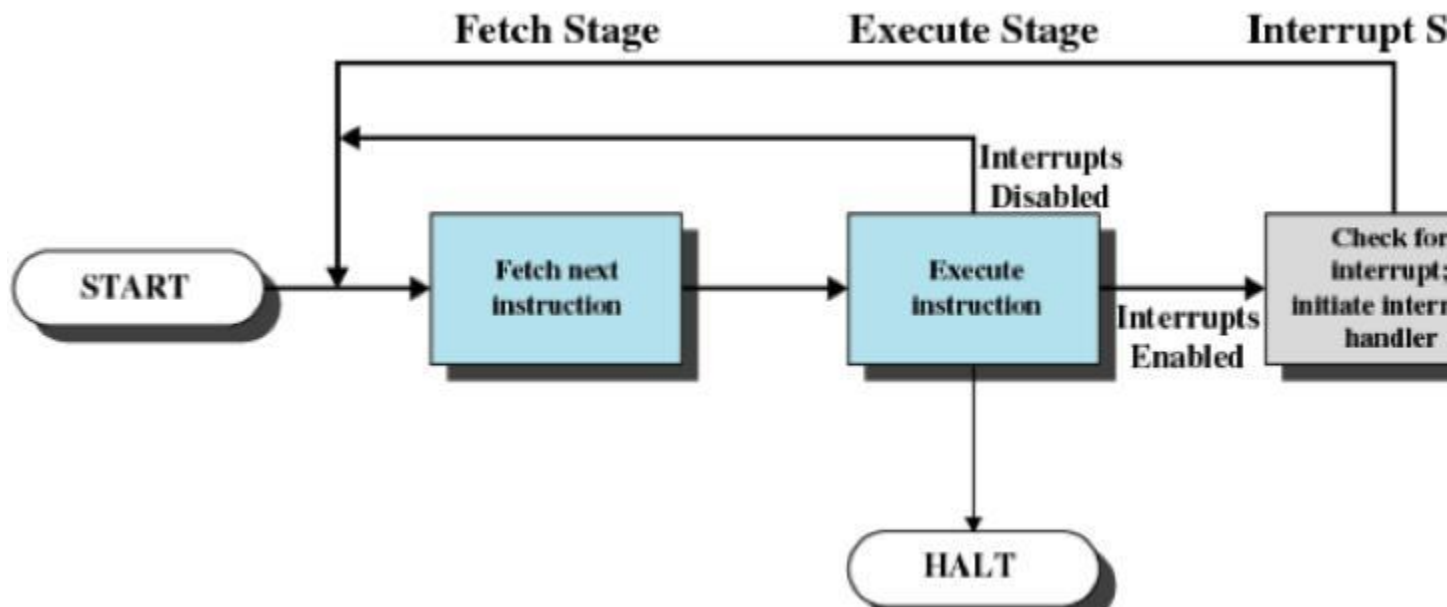 Fetch Stage
Execute Stage
Interrupt S
Interrupts
Disabled
START
Fetch next
instruction
Execute
instruction
Interrupts
Enabled
Check for
interrupt;
initiate interr
handler
HALT